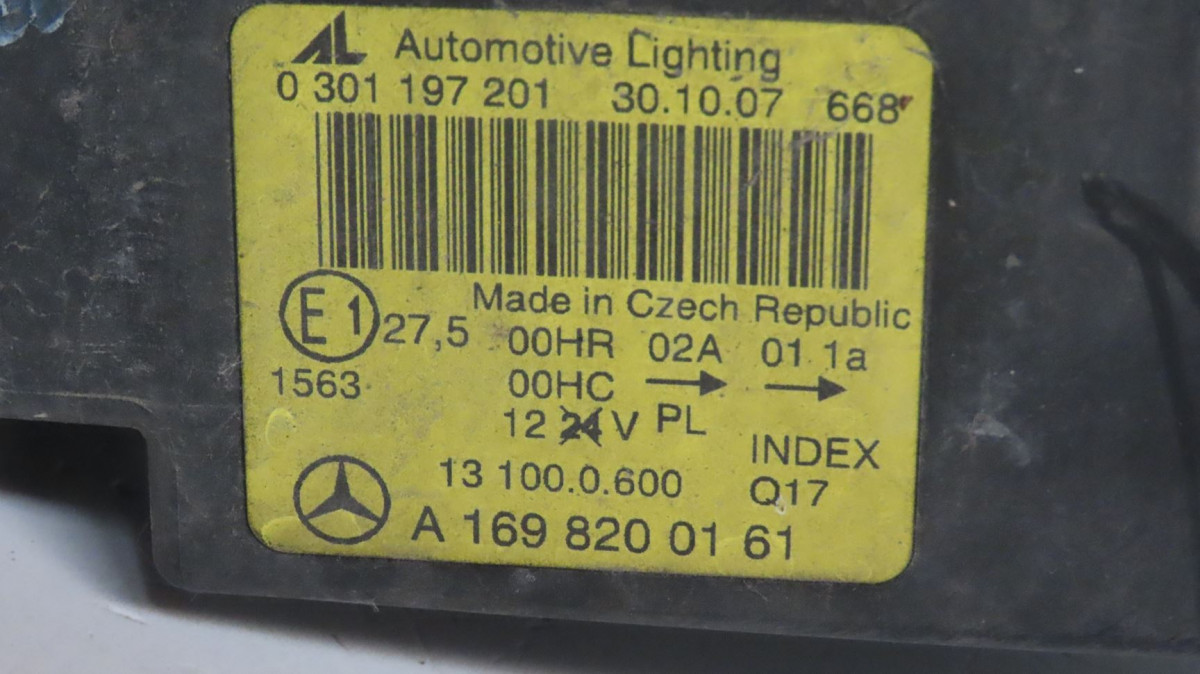 AL Automotive Lighting
0 301 197 201 30.10.07 668
Made in Czech Republic
E1 27,5 00HR 02A 01 1a
1563 00HC → →
12 24 V PL
INDEX
13 100.0.600 Q17
A 169 820 01 61